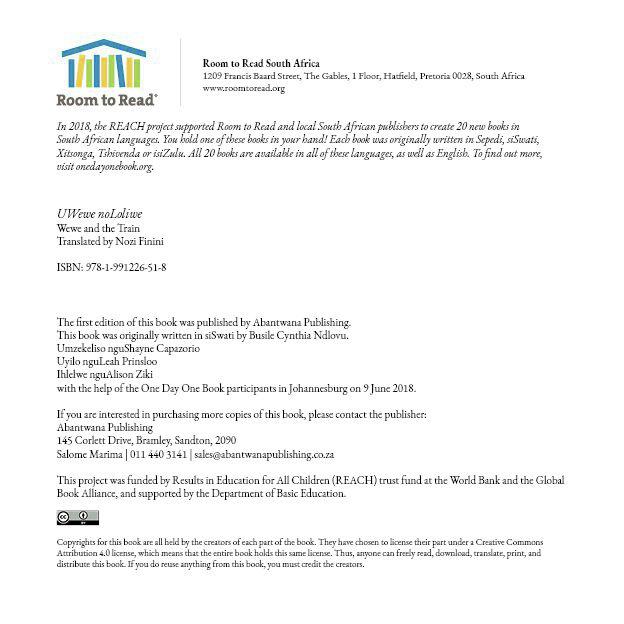 Room to Read®
Room to Read South Africa
1209 Francis Baard Street, The Gables, 1 Floor, Hatfield, Pretoria 0028, South Africa
www.roomtoread.org
In 2018, the REACH project supported Room to Read and local South African publishers to create 20 new books in
South African languages. You hold one of these books in your hand! Each book was originally written in Sepedi, siSwati,
Xitsonga, Tshivenda or isiZulu. All 20 books are available in all of these languages, as well as English. To find out more,
visit onedayonebook.org.
UWewe noLoliwe
Wewe and the Train
Translated by Nozi Finini
ISBN: 978-1-991226-51-8
The first edition of this book was published by Abantwana Publishing.
This book was originally written in siSwati by Busile Cynthia Ndlovu.
Umzekeliso nguShayne Capazorio
Uyilo nguLeah Prinsloo
Ihlelwe nguAlison Ziki
with the help of the One Day One Book participants in Johannesburg on 9 June 2018.
If you are interested in purchasing more copies of this book, please contact the publisher:
Abantwana Publishing
145 Corlett Drive, Bramley, Sandton, 2090
Salome Marima | 011 440 3141 | sales@abantwanapublishing.co.za
This project was funded by Results in Education for All Children (REACH) trust fund at the World Bank and the Global
Book Alliance, and supported by the Department of Basic Education.
cc BY
Copyrights for this book are all held by the creators of each part of the book. They have chosen to license their part under a Creative Commons
Attribution 4.0 license, which means that the entire book holds this same license. Thus, anyone can freely read, download, translate, print, and
distribute this book. If you do reuse anything from this book, you must credit the creators.